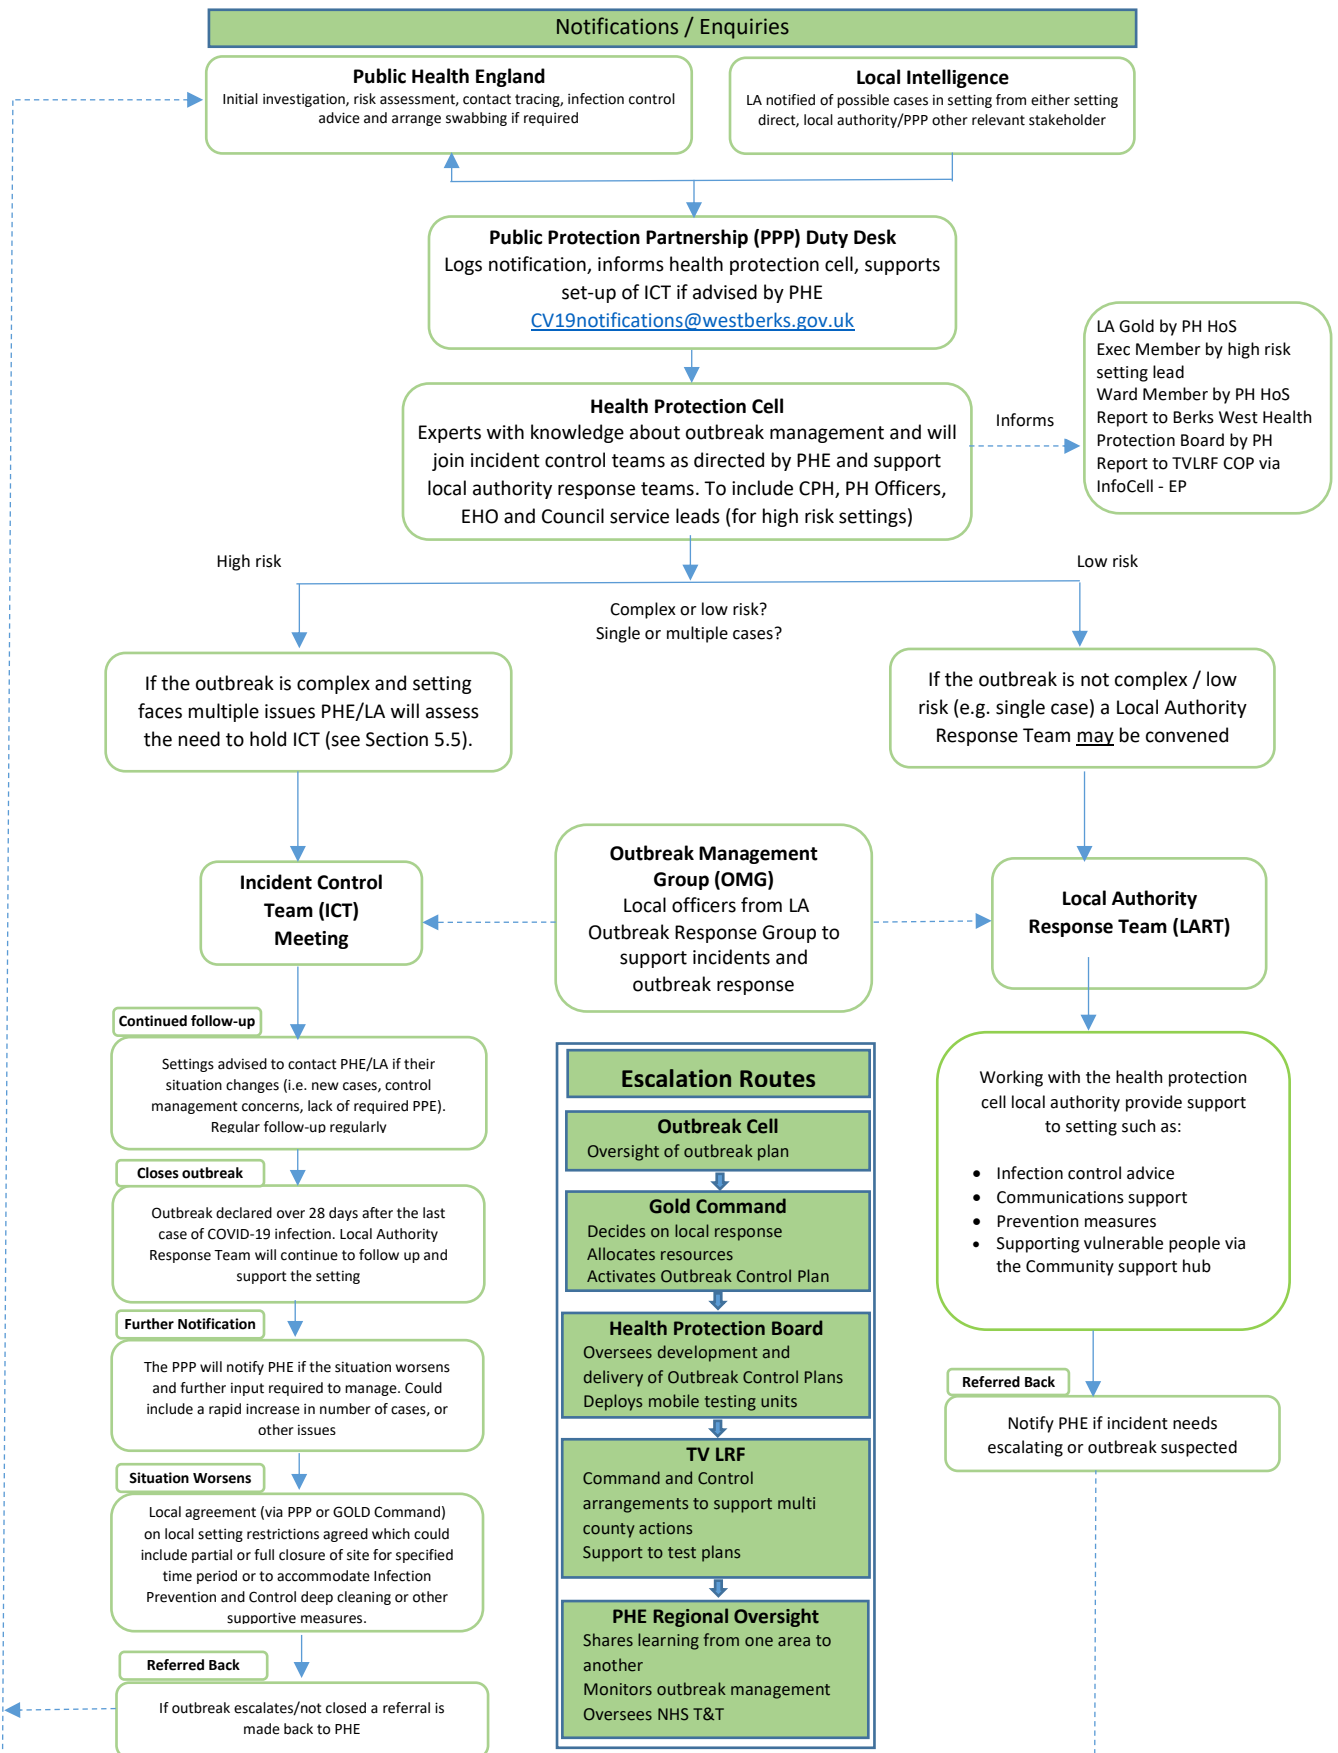 Notifications / Enquiries
Public Health England
Initial investigation, risk assessment, contact tracing, infection control
advice and arrange swabbing if required
Local Intelligence
LA notified of possible cases in setting from either setting
direct, local authority/PPP other relevant stakeholder
Public Protection Partnership (PPP) Duty Desk
Logs notification, informs health protection cell, supports
set-up of ICT if advised by PHE
CV19notifications@westberks.gov.uk
Health Protection Cell
Experts with knowledge about outbreak management and will
join incident control teams as directed by PHE and support
local authority response teams. To include CPH, PH Officers,
EHO and Council service leads (for high risk settings)
Informs
LA Gold by PH HoS
Exec Member by high risk
setting lead
Ward Member by PH HoS
Report to Berks West Health
Protection Board by PH
Report to TVLRF COP via
InfoCell - EP
High risk
Low risk
Complex or low risk?
Single or multiple cases?
If the outbreak is complex and setting
faces multiple issues PHE/LA will assess
the need to hold ICT (see Section 5.5).
If the outbreak is not complex / low
risk (e.g. single case) a Local Authority
Response Team may be convened
Incident Control
Team (ICT)
Meeting
Outbreak Management
Group (OMG)
Local officers from LA
Outbreak Response Group to
support incidents and
outbreak response
Local Authority
Response Team (LART)
Continued follow-up
Settings advised to contact PHE/LA if their
situation changes (i.e. new cases, control
management concerns, lack of required PPE).
Regular follow-up regularly
Closes outbreak
Outbreak declared over 28 days after the last
case of COVID-19 infection. Local Authority
Response Team will continue to follow up and
support the setting
Further Notification
The PPP will notify PHE if the situation worsens
and further input required to manage. Could
include a rapid increase in number of cases, or
other issues
Situation Worsens
Local agreement (via PPP or GOLD Command)
on local setting restrictions agreed which could
include partial or full closure of site for specified
time period or to accommodate Infection
Prevention and Control deep cleaning or other
supportive measures.
Referred Back
If outbreak escalates/not closed a referral is
made back to PHE
Escalation Routes
Outbreak Cell
Oversight of outbreak plan
Gold Command
Decides on local response
Allocates resources
Activates Outbreak Control Plan
Health Protection Board
Oversees development and
delivery of Outbreak Control Plans
Deploys mobile testing units
TV LRF
Command and Control
arrangements to support multi
county actions
Support to test plans
PHE Regional Oversight
Shares learning from one area to
another
Monitors outbreak management
Oversees NHS T&T
Working with the health protection
cell local authority provide support
to setting such as:
• Infection control advice
• Communications support
• Prevention measures
• Supporting vulnerable people via
the Community support hub
Referred Back
Notify PHE if incident needs
escalating or outbreak suspected